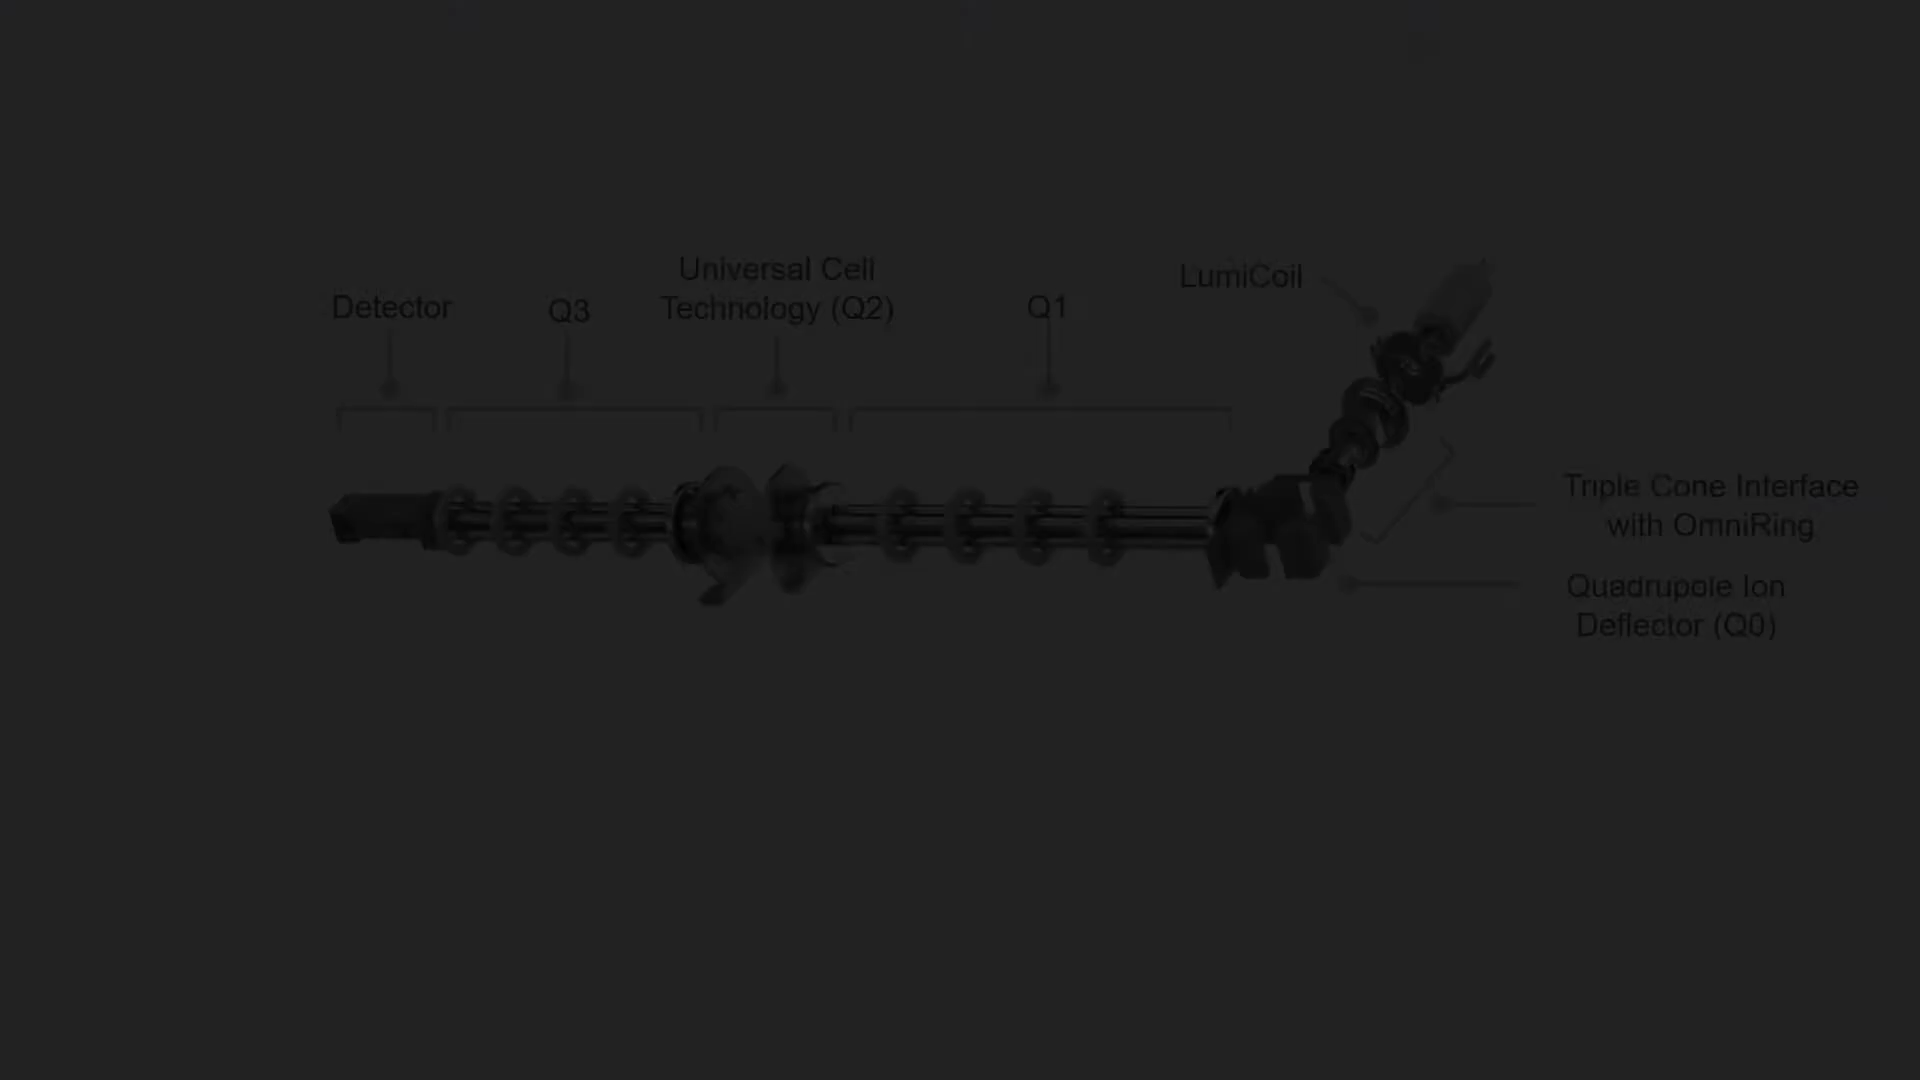 Detector
Q3
Universal Cell
Technology (Q2)
Q1
LumiCoil
Triple Cone Interface
with OmniRing
Quadrupole Ion
Deflector (Q0)